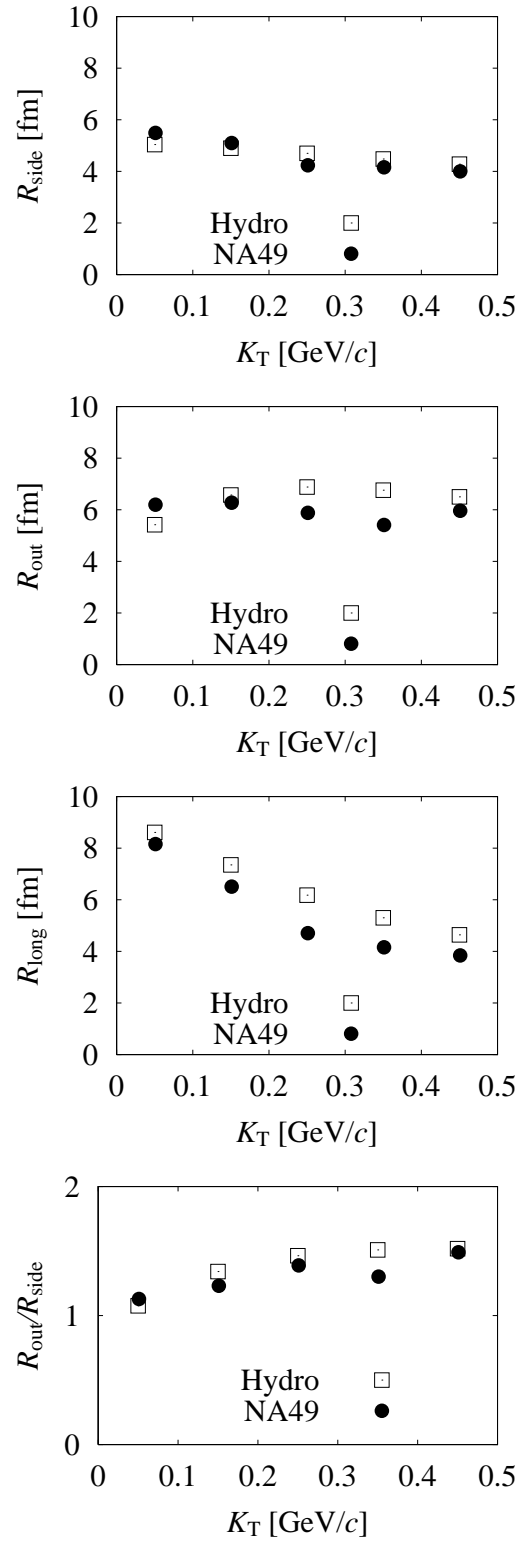 10
8
6
4
2
0
R_side [fm]
Hydro
NA49
0 0.1 0.2 0.3 0.4 0.5
K_T [GeV/c]
10
8
6
4
2
0
R_out [fm]
Hydro
NA49
0 0.1 0.2 0.3 0.4 0.5
K_T [GeV/c]
10
8
6
4
2
0
R_long [fm]
Hydro
NA49
0 0.1 0.2 0.3 0.4 0.5
K_T [GeV/c]
2
1
0
R_out/R_side
Hydro
NA49
0 0.1 0.2 0.3 0.4 0.5
K_T [GeV/c]